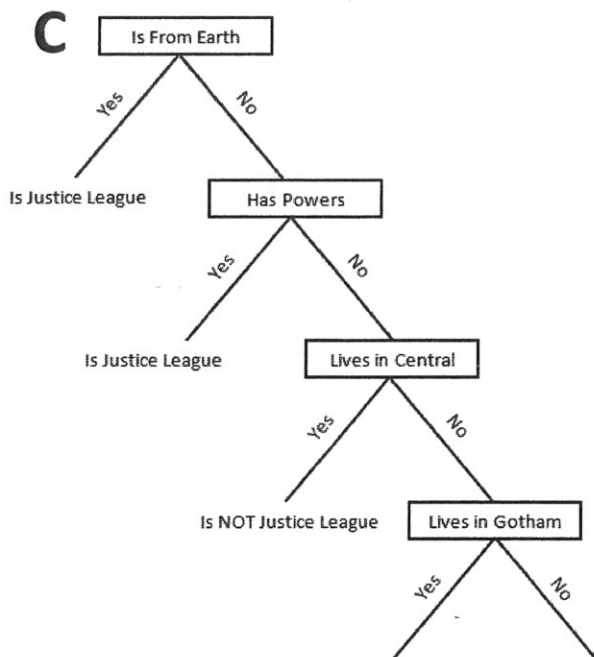 C
Is From Earth
Yes
No
Is Justice League
Has Powers
Yes
No
Is Justice League
Lives in Central
Yes
No
Is NOT Justice League
Lives in Gotham
Yes
No